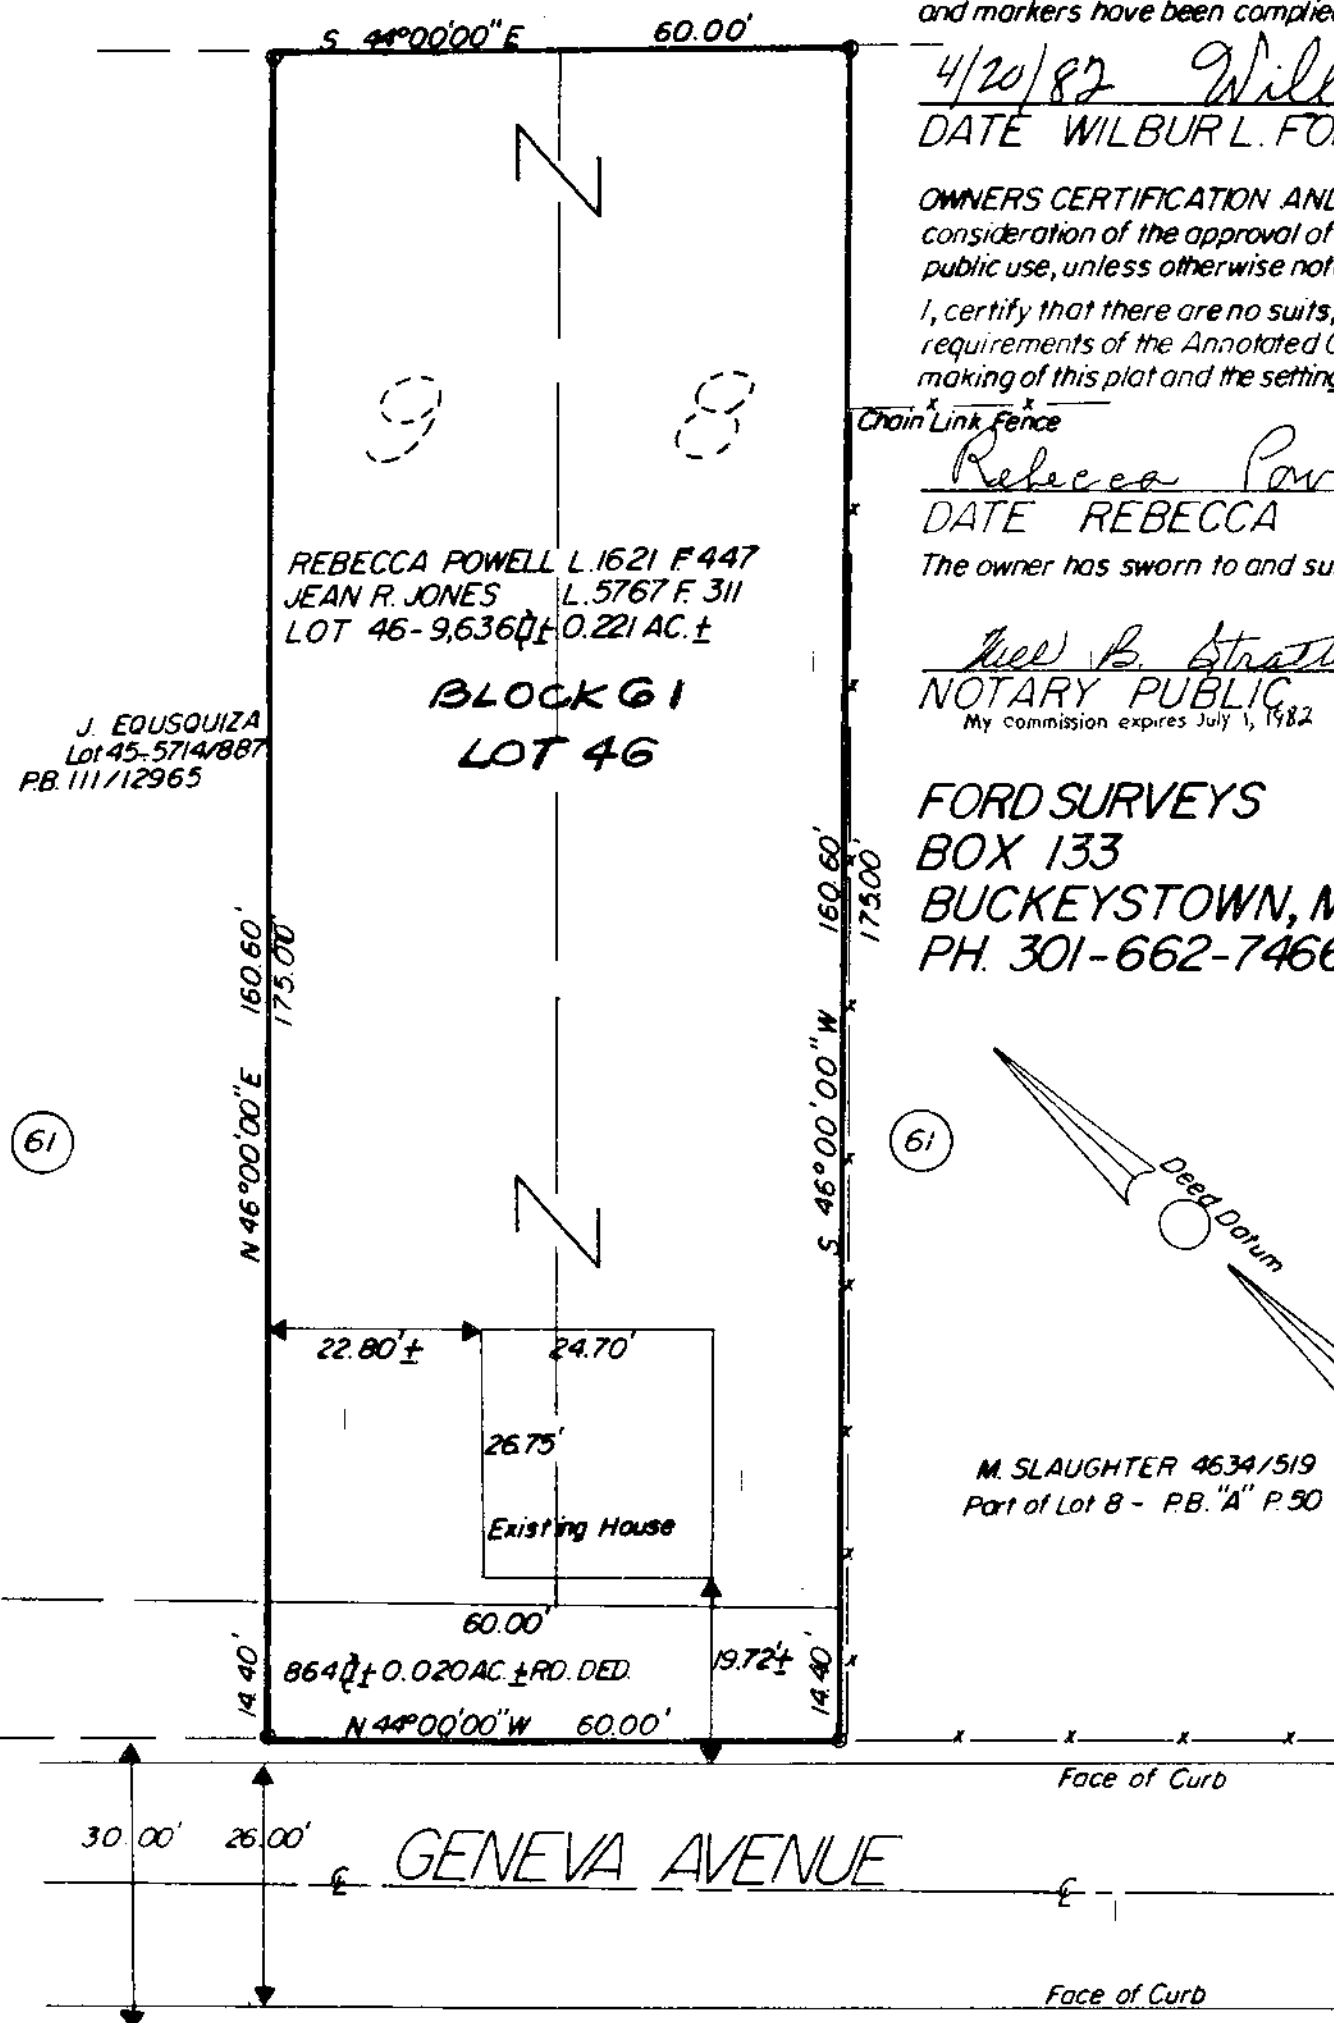 S 44°00'00" E 60.00'
9 8
REBECCA POWELL L.1621 F.447
JEAN R. JONES L.5767 F. 311
LOT 46-9,636 ± 0.221 AC.±
BLOCK 61
LOT 46
J. EQUSQUIZA
Lot 45-5714/887
P.B. 111/12965
N 46°00'00" E 160.60'
175.00'
S 46°00'00" W 160.60'
175.00'
61
61
22.80'±
24.70'
26.75'
Existing House
60.00'
14.40'
864 ± 0.020 AC.± RD. DED.
19.72'±
14.40'
N 44°00'00" W 60.00'
Face of Curb
30.00'
26.00'
GENEVA AVENUE
Face of Curb
and markers have been complie
4/20/82
DATE WILBUR L. FO
OWNERS CERTIFICATION AND
consideration of the approval of
public use, unless otherwise not
I, certify that there are no suits,
requirements of the Annotated
making of this plat and the setting
Chain Link Fence
Rebecca Pow
DATE REBECCA
The owner has sworn to and su
B.
NOTARY PUBLIC
My commission expires July 1, 1982
FORD SURVEYS
BOX 133
BUCKEYSTOWN, M
PH. 301-662-7466
Deed Datum
M. SLAUGHTER 4634/519
Part of Lot 8 - P.B. "A" P. 50